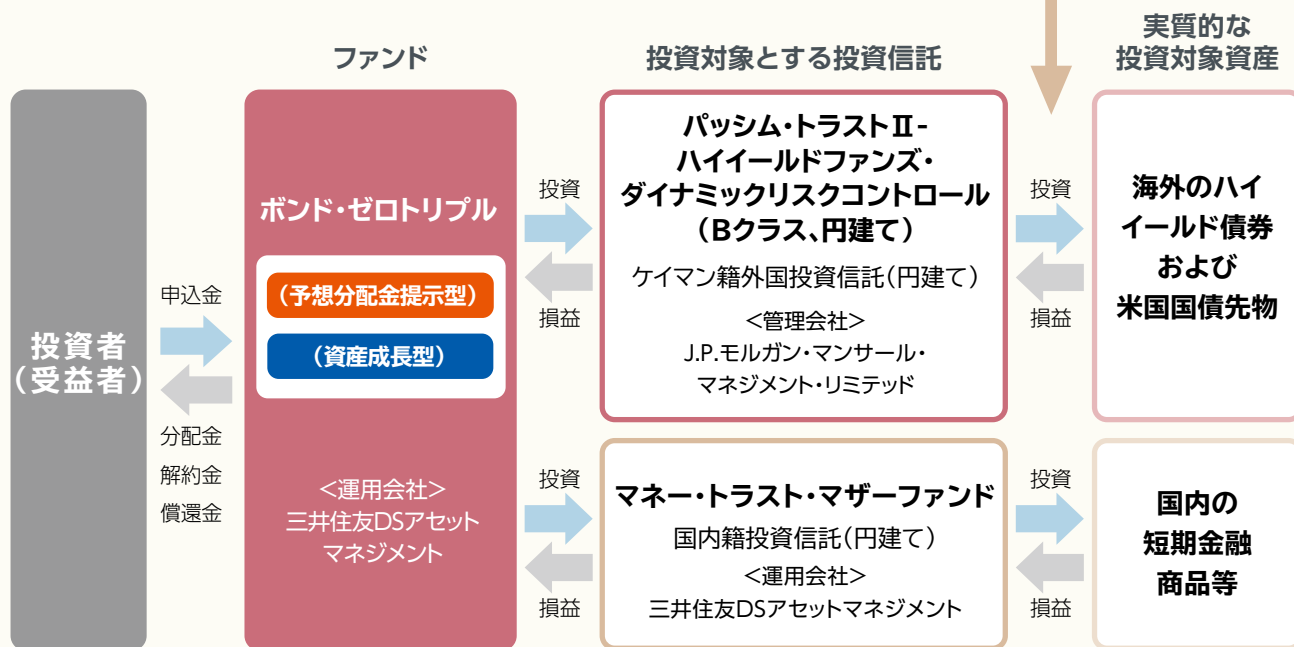 ファンド
投資対象とする投資信託
実質的な
投資対象資産
投資者
(受益者)
申込金
分配金
解約金
償還金
ボンド・ゼロトリプル
(予想分配金提示型)
(資産成長型)
<運用会社>
三井住友DSアセット
マネジメント
投資
損益
パッシム・トラストⅡ-
ハイイールドファンズ・
ダイナミックリスクコントロール
(Bクラス、円建て)
ケイマン籍外国投資信託(円建て)
<管理会社>
J.P.モルガン・マンサール・
マネジメント・リミテッド
投資
損益
海外のハイ
イールド債券
および
米国国債先物
投資
損益
マネー・トラスト・マザーファンド
国内籍投資信託(円建て)
<運用会社>
三井住友DSアセットマネジメント
投資
損益
国内の
短期金融
商品等